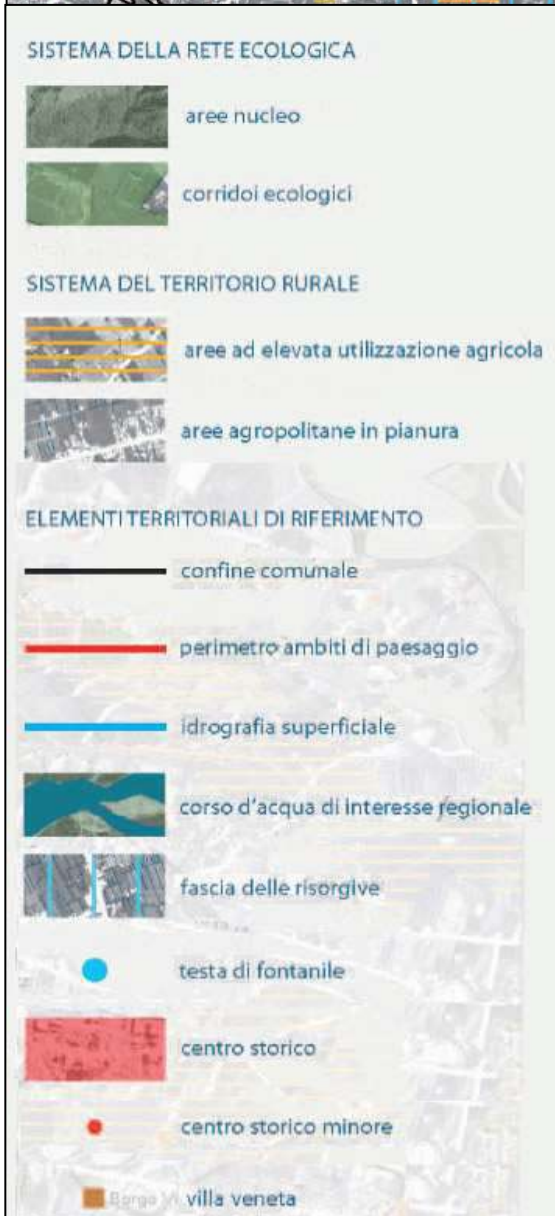 SISTEMA DELLA RETE ECOLOGICA
aree nucleo
corridoi ecologici
SISTEMA DEL TERRITORIO RURALE
aree ad elevata utilizzazione agricola
aree agropolitane in pianura
ELEMENTI TERRITORIALI DI RIFERIMENTO
confine comunale
perimetro ambiti di paesaggio
idrografia superficiale
corso d'acqua di interesse regionale
fascia delle risorgive
testa di fontanile
centro storico
centro storico minore
Borgo villa veneta